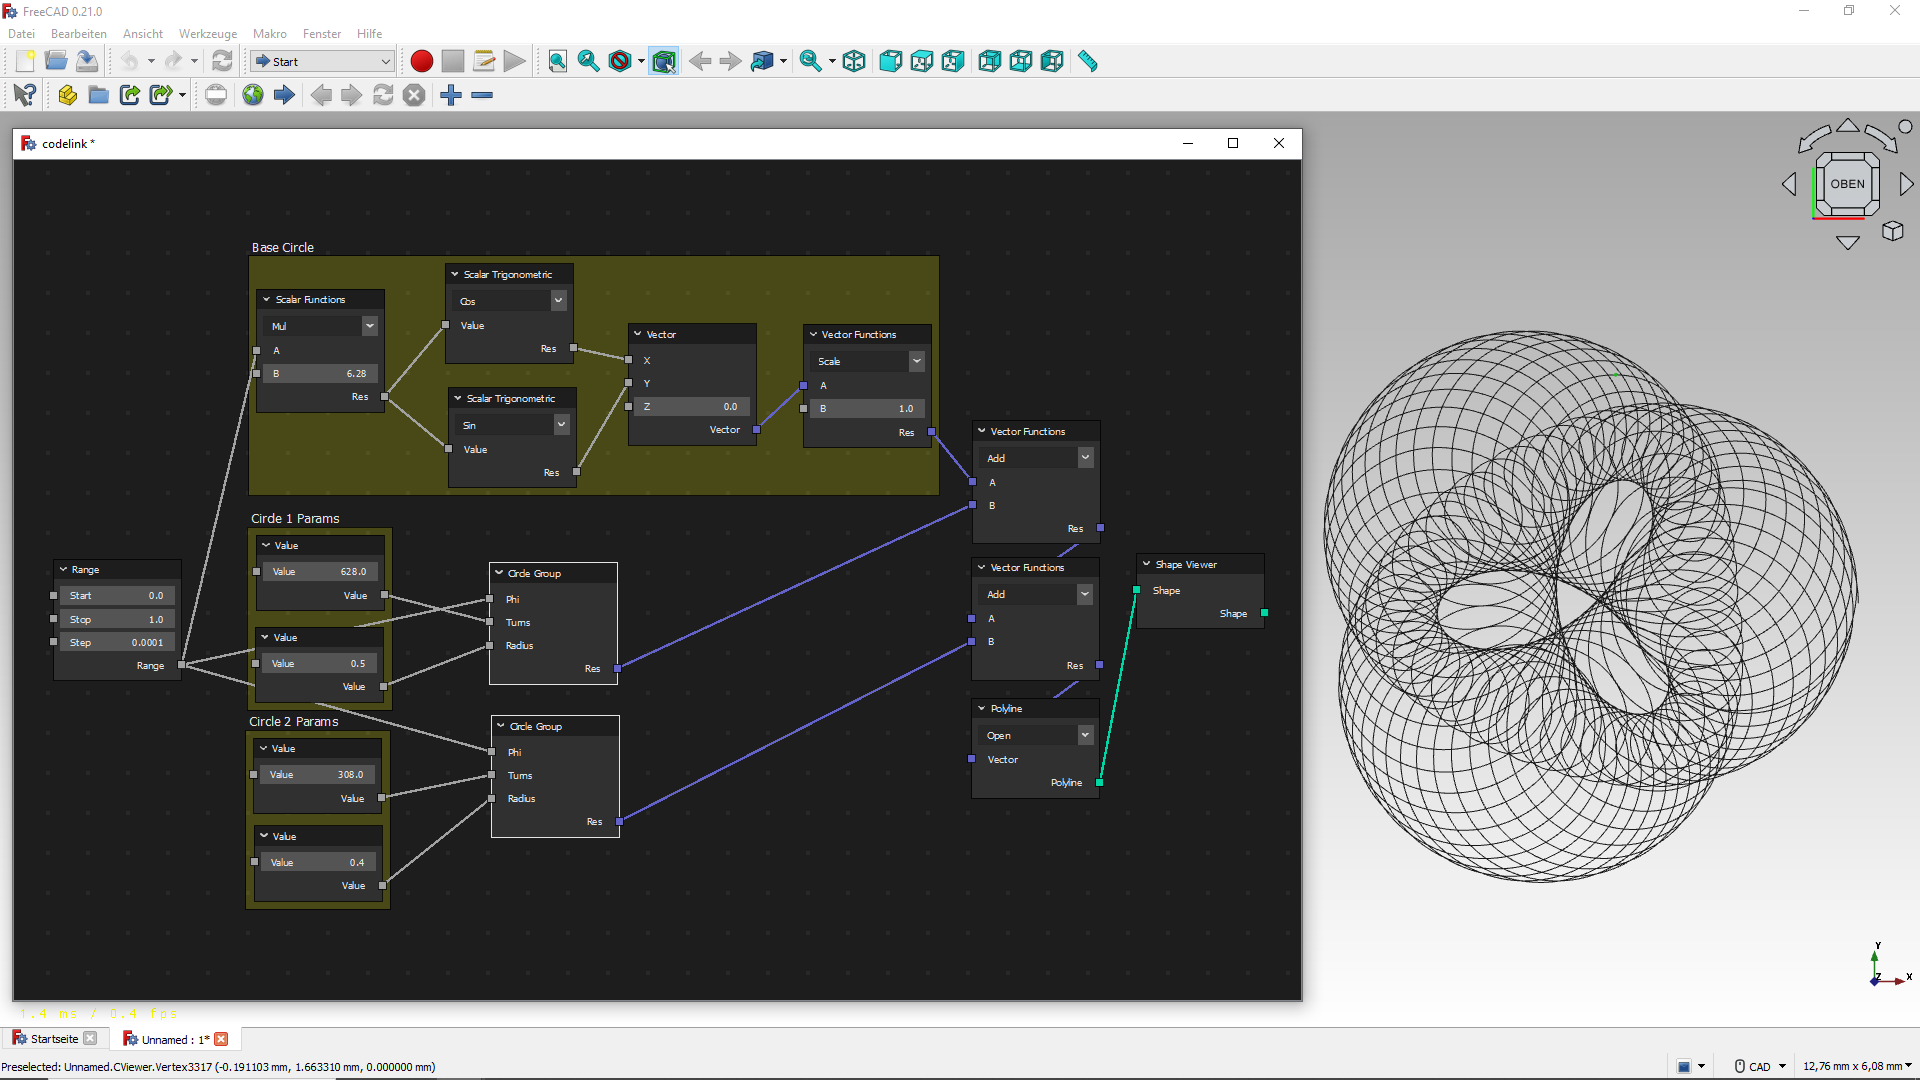 FreeCAD 0.21.0
Datei Bearbeiten Ansicht Werkzeuge Makro Fenster Hilfe
Start
codelink *
OBEN
Base Circle
Scalar Functions
Mul
A
B 6.28
Res
Scalar Trigonometric
Cos
Value
Res
Scalar Trigonometric
Sin
Value
Res
Vector
X
Y
Z 0.0
Vector
Vector Functions
Scale
A
B 1.0
Res
Vector Functions
Add
A
B
Res
Circle 1 Params
Value
Value 628.0
Value
Value
Value 0.5
Value
Range
Start 0.0
Stop 1.0
Step 0.0001
Range
Circle Group
Phi
Turns
Radius
Res
Vector Functions
Add
A
B
Res
Shape Viewer
Shape
Shape
Circle 2 Params
Value
Value 308.0
Value
Value
Value 0.4
Value
Circle Group
Phi
Turns
Radius
Res
Polyline
Open
Vector
Polyline
Y
Z
X
1.4 ms / 0.4 fps
Startseite
Unnamed : 1*
Preselected: Unnamed.CViewer.Vertex3317 (-0.191103 mm, 1.663310 mm, 0.000000 mm)
CAD
12,76 mm x 6,08 mm